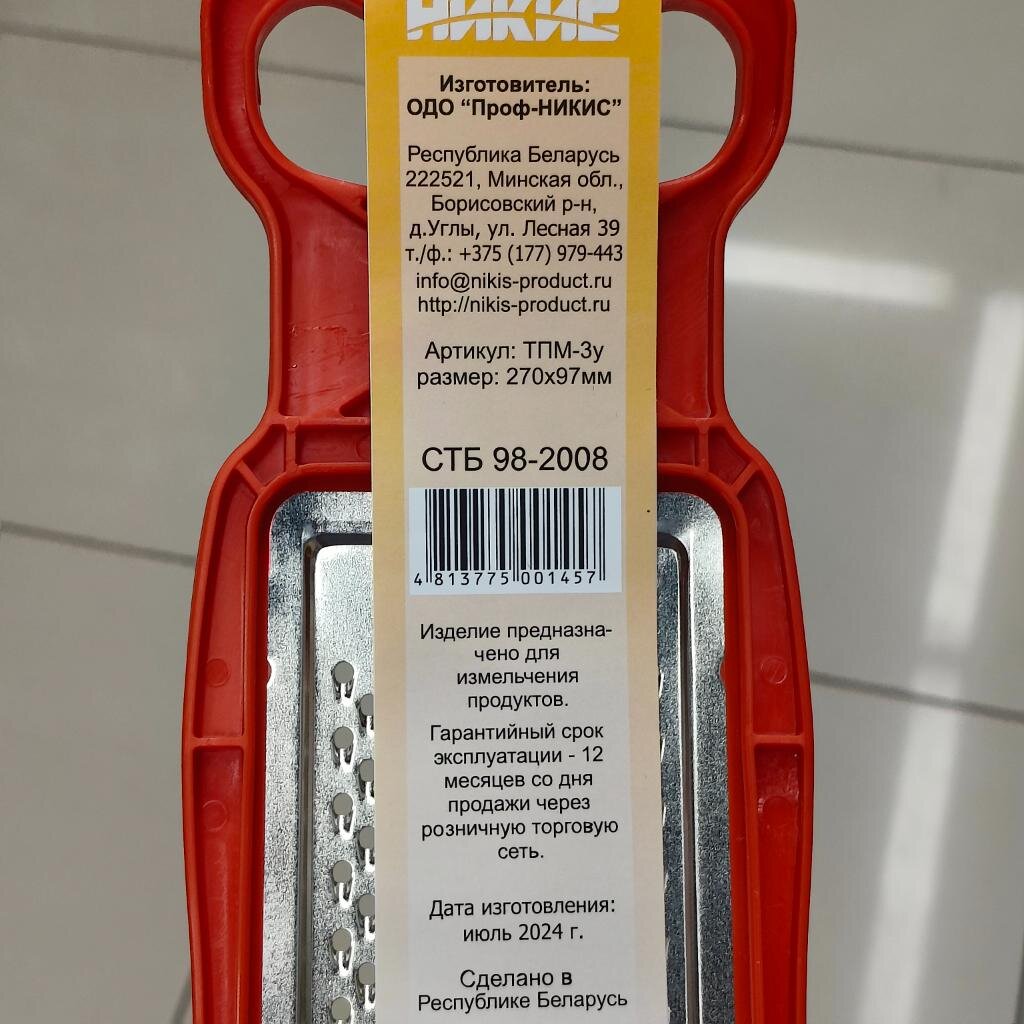 НИКИС
Изготовитель:
ОДО “Проф-НИКИС”
Республика Беларусь
222521, Минская обл.,
Борисовский р-н,
д.Углы, ул. Лесная 39
т./ф.: +375 (177) 979-443
info@nikis-product.ru
http://nikis-product.ru
Артикул: ТПМ-3у
размер: 270х97мм
СТБ 98-2008
4 813775 001457
Изделие предназна-
чено для
измельчения
продуктов.
Гарантийный срок
эксплуатации - 12
месяцев со дня
продажи через
розничную торговую
сеть.
Дата изготовления:
июль 2024 г.
Сделано в
Республике Беларусь